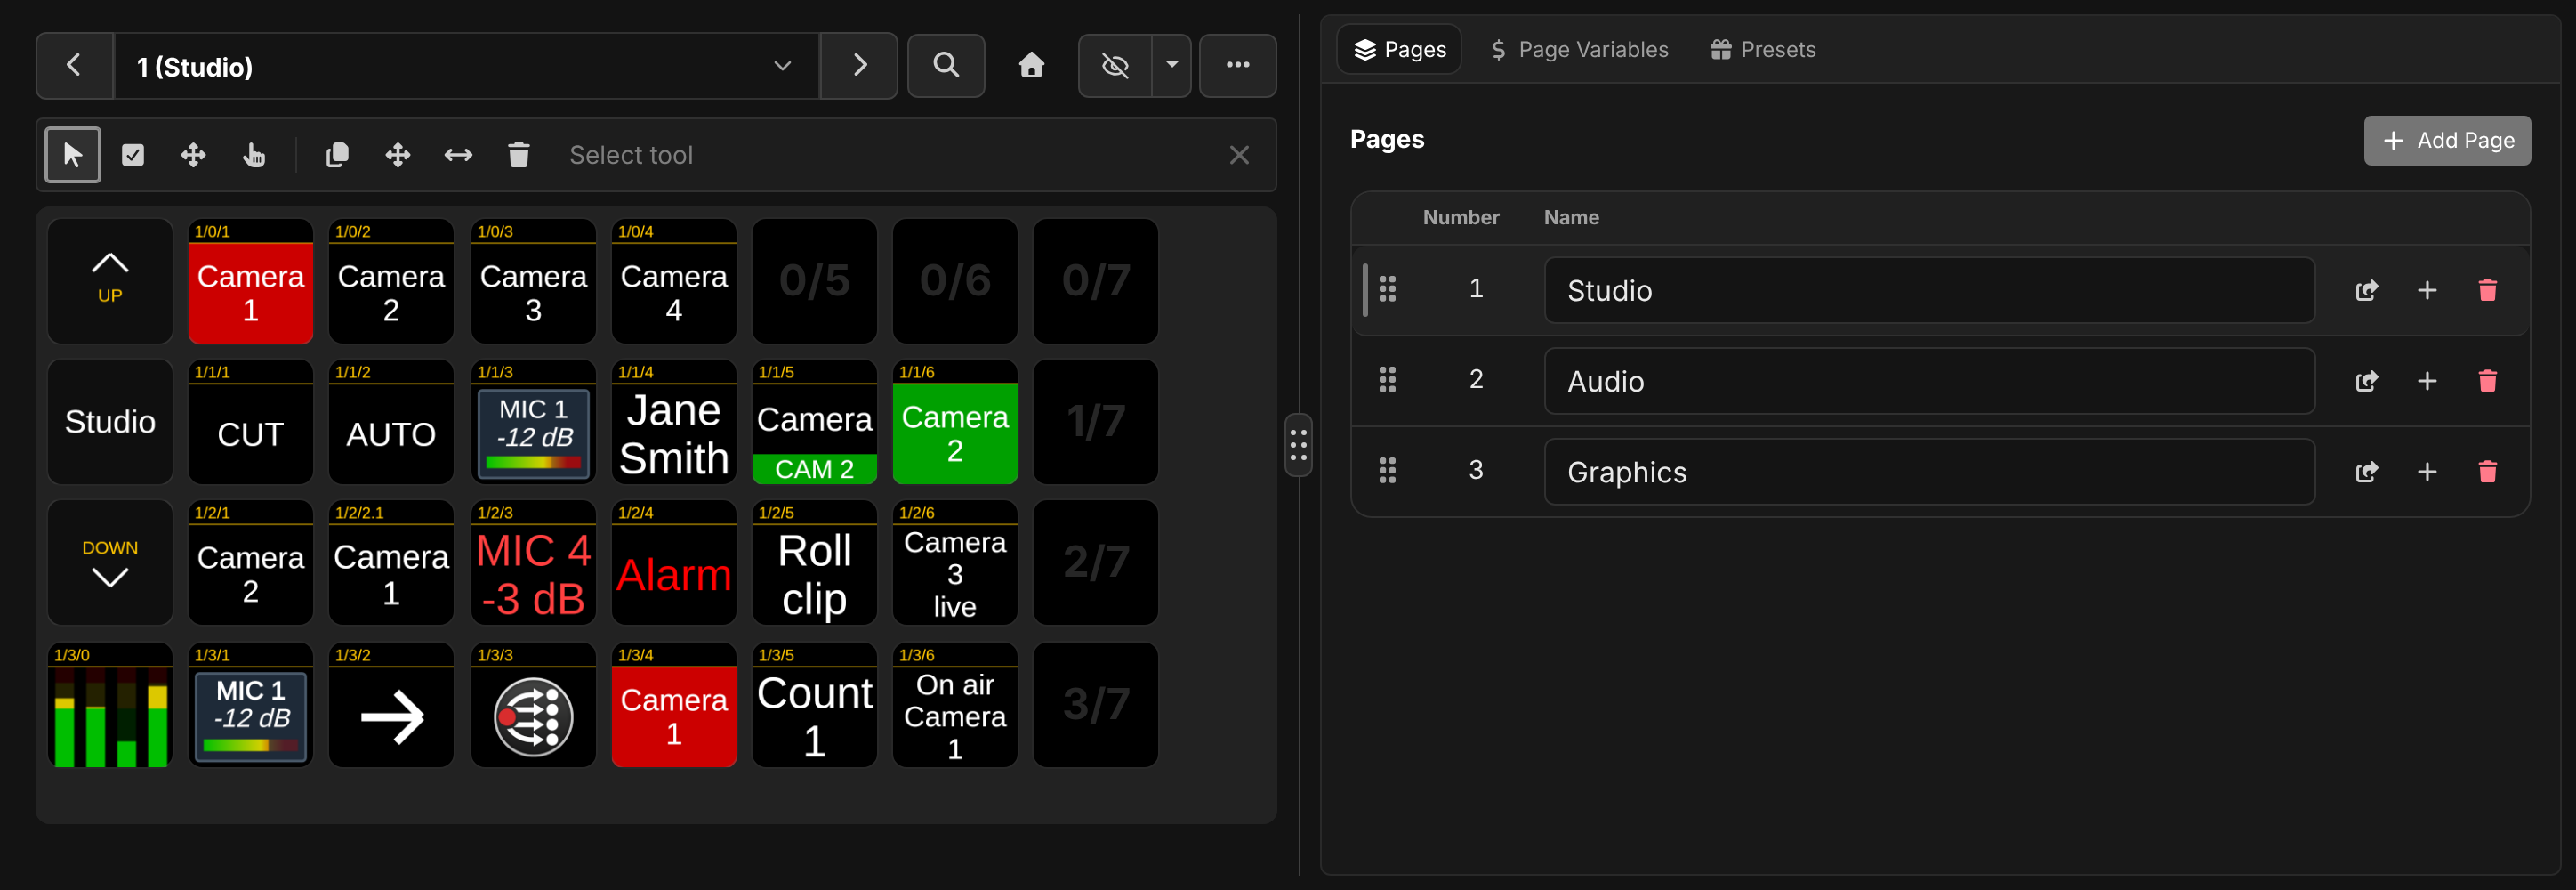 1 (Studio)
Select tool
UP
1/0/1
Camera
1
1/0/2
Camera
2
1/0/3
Camera
3
1/0/4
Camera
4
0/5
0/6
0/7
Studio
1/1/1
CUT
1/1/2
AUTO
1/1/3
MIC 1
-12 dB
1/1/4
Jane
Smith
1/1/5
Camera
CAM 2
1/1/6
Camera
2
1/7
DOWN
1/2/1
Camera
2
1/2/2.1
Camera
1
1/2/3
MIC 4
-3 dB
1/2/4
Alarm
1/2/5
Roll
clip
1/2/6
Camera
3
live
2/7
1/3/0
1/3/1
MIC 1
-12 dB
1/3/2
1/3/3
1/3/4
Camera
1
1/3/5
Count
1
1/3/6
On air
Camera
1
3/7
Pages
Page Variables
Presets
Pages
Add Page
Number Name
1 Studio
2 Audio
3 Graphics